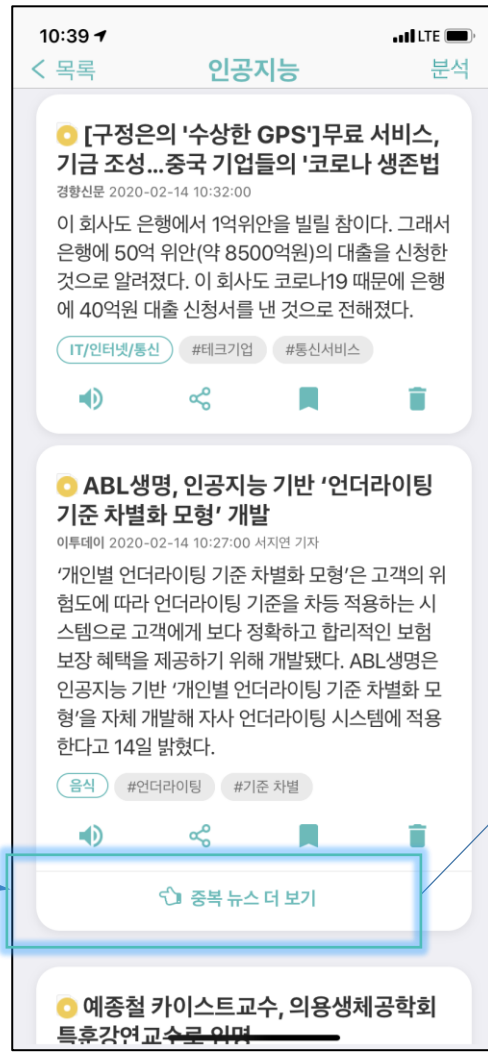 10:39
LTE
목록 인공지능 분석
[구정은의 '수상한 GPS']무료 서비스,
기금 조성...중국 기업들의 '코로나 생존법
경향신문 2020-02-14 10:32:00
이 회사도 은행에서 1억위안을 빌릴 참이다. 그래서
은행에 50억 위안(약 8500억원)의 대출을 신청한
것으로 알려졌다. 이 회사도 코로나19 때문에 은행
에 40억원 대출 신청서를 낸 것으로 전해졌다.
IT/인터넷/통신 #테크기업 #통신서비스
ABL생명, 인공지능 기반 ‘언더라이팅
기준 차별화 모형’ 개발
이투데이 2020-02-14 10:27:00 서지연 기자
‘개인별 언더라이팅 기준 차별화 모형’은 고객의 위
험도에 따라 언더라이팅 기준을 차등 적용하는 시
스템으로 고객에게 보다 정확하고 합리적인 보험
보장 혜택을 제공하기 위해 개발됐다. ABL생명은
인공지능 기반 ‘개인별 언더라이팅 기준 차별화 모
형’을 자체 개발해 자사 언더라이팅 시스템에 적용
한다고 14일 밝혔다.
음식 #언더라이팅 #기준 차별
중복 뉴스 더 보기
예종철 카이스트교수, 의용생체공학회
특훈강연교수로 임명